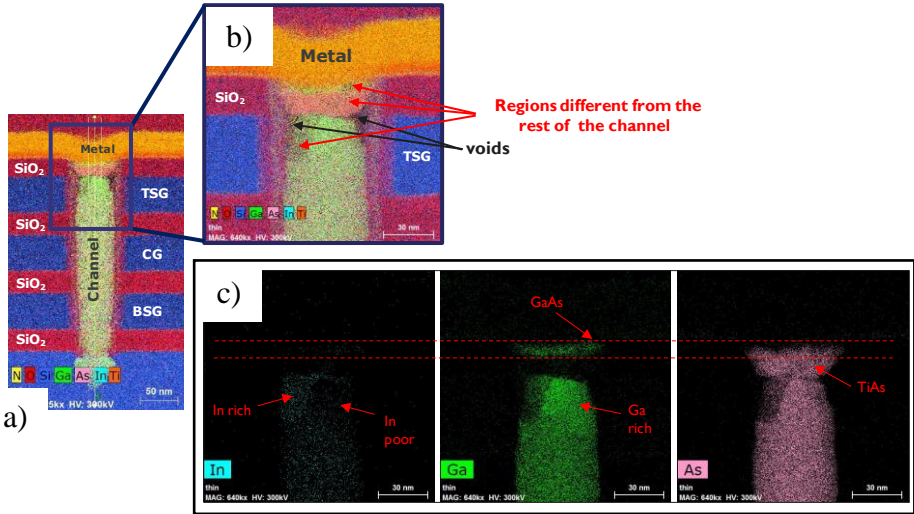 a)
Metal
SiO2
TSG
SiO2
CG
SiO2
BSG
SiO2
Channel
N O Si Ga As In Ti
5kx HV: 300kV
50 nm
b)
Metal
SiO2
TSG
Regions different from the
rest of the channel
voids
N O Si Ga As In Ti
thin
MAG: 640kx HV: 300kV
30 nm
c)
In rich
In
poor
In
thin
MAG: 640kx HV: 300kV
30 nm
GaAs
Ga
rich
Ga
thin
MAG: 640kx HV: 300kV
30 nm
TiAs
As
thin
MAG: 640kx HV: 300kV
30 nm